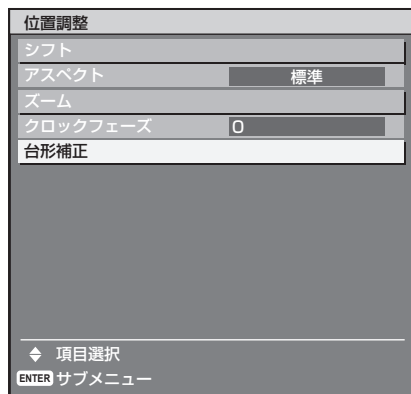 位置調整
シフト
アスペクト 標準
ズーム
クロックフェーズ 0
台形補正
項目選択
ENTER サブメニュー